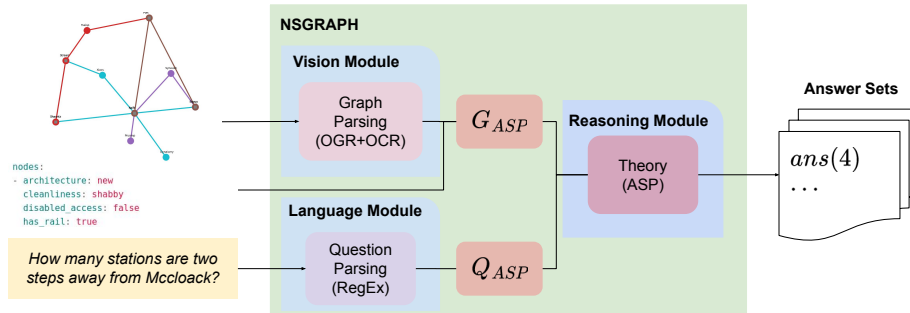 NSGRAPH
Vision Module
Graph
Parsing
(OGR+OCR)
G_ASP
Reasoning Module
Theory
(ASP)
Answer Sets
ans(4)
...
nodes:
- architecture: new
cleanliness: shabby
disabled_access: false
has_rail: true
Language Module
How many stations are two
steps away from Mccloack?
Question
Parsing
(RegEx)
Q_ASP